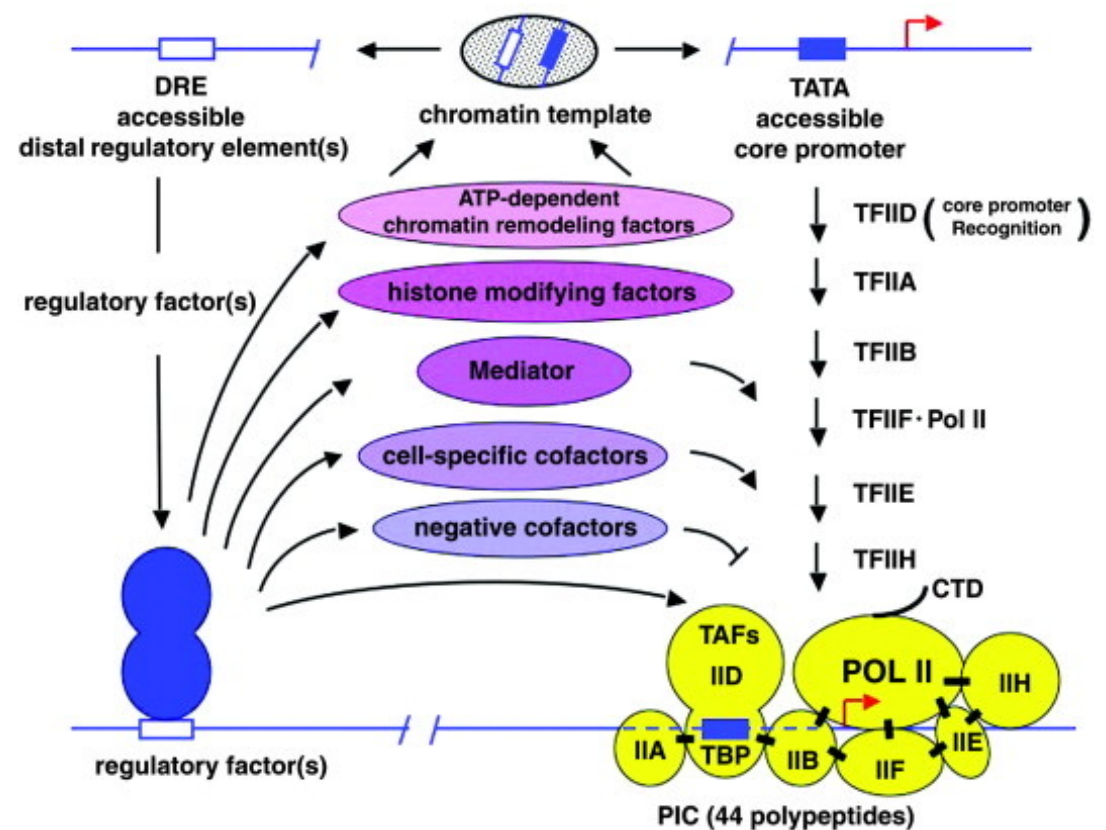 DRE
accessible
distal regulatory element(s)
chromatin template
TATA
accessible
core promoter
regulatory factor(s)
ATP-dependent
chromatin remodeling factors
histone modifying factors
Mediator
cell-specific cofactors
negative cofactors
TFIID ( core promoter
Recognition )
TFIIA
TFIIB
TFIIF · Pol II
TFIIE
TFIIH
CTD
TAFs
IID
POL II
IIH
IIA
TBP
IIB
IIF
IIE
regulatory factor(s)
PIC (44 polypeptides)